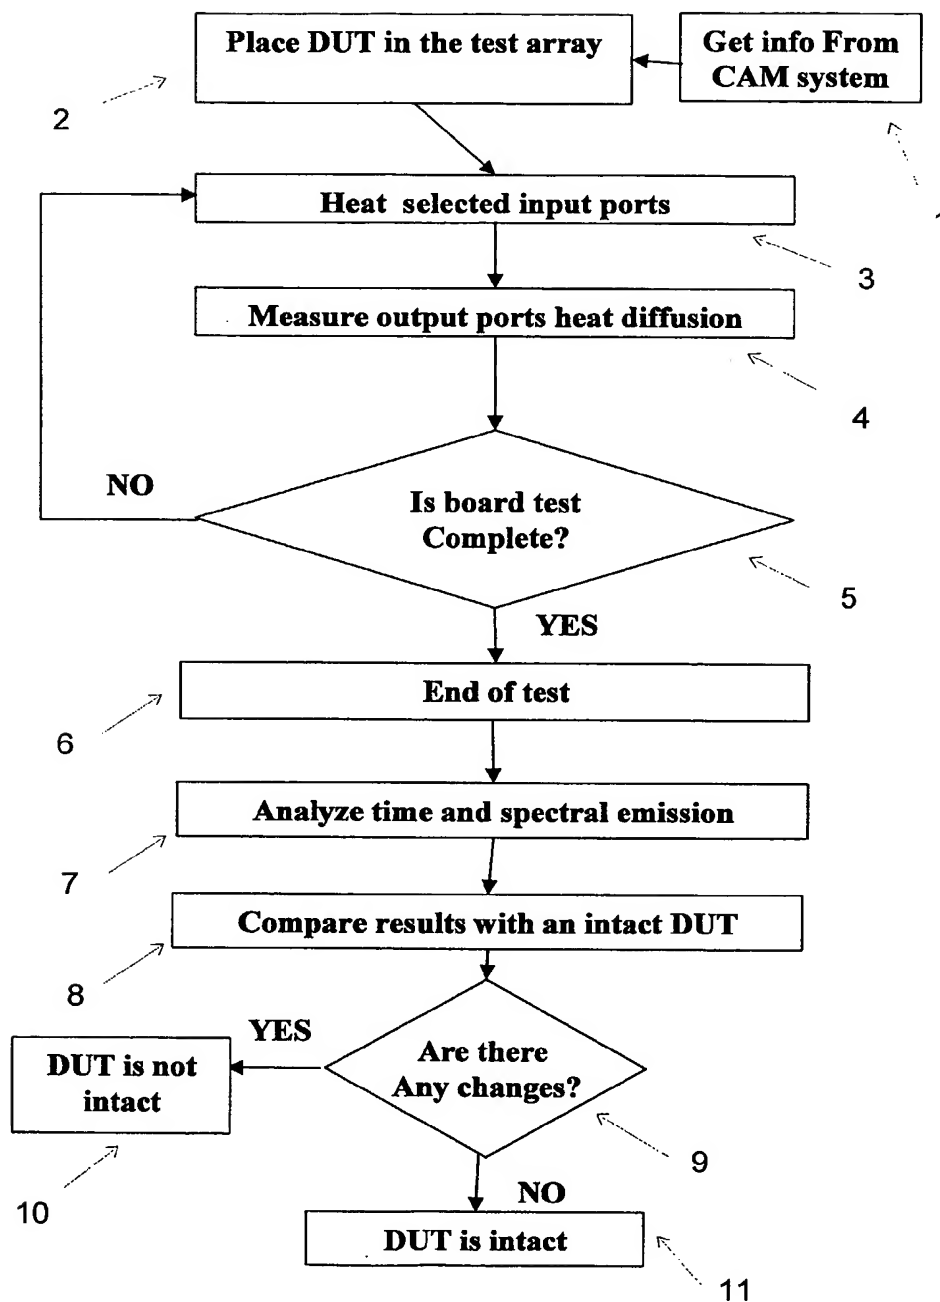 Place DUT in the test array
Get info From
CAM system
2
Heat selected input ports
3
Measure output ports heat diffusion
4
NO
Is board test
Complete?
5
YES
End of test
6
Analyze time and spectral emission
7
Compare results with an intact DUT
8
YES
Are there
Any changes?
DUT is not
intact
9
10
NO
DUT is intact
11